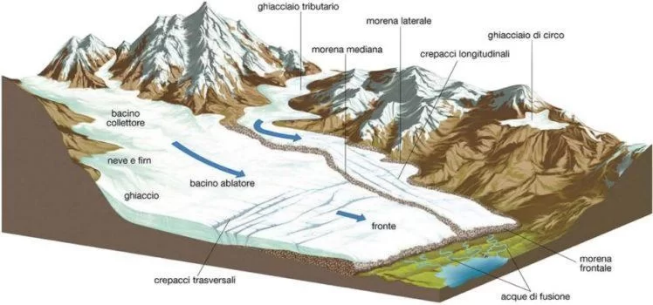 ghiacciaio tributario
morena laterale
morena mediana
ghiacciaio di circo
crepacci longitudinali
bacino
collettore
neve e firn
bacino ablatore
ghiaccio
fronte
crepacci trasversali
morena
frontale
acque di fusione